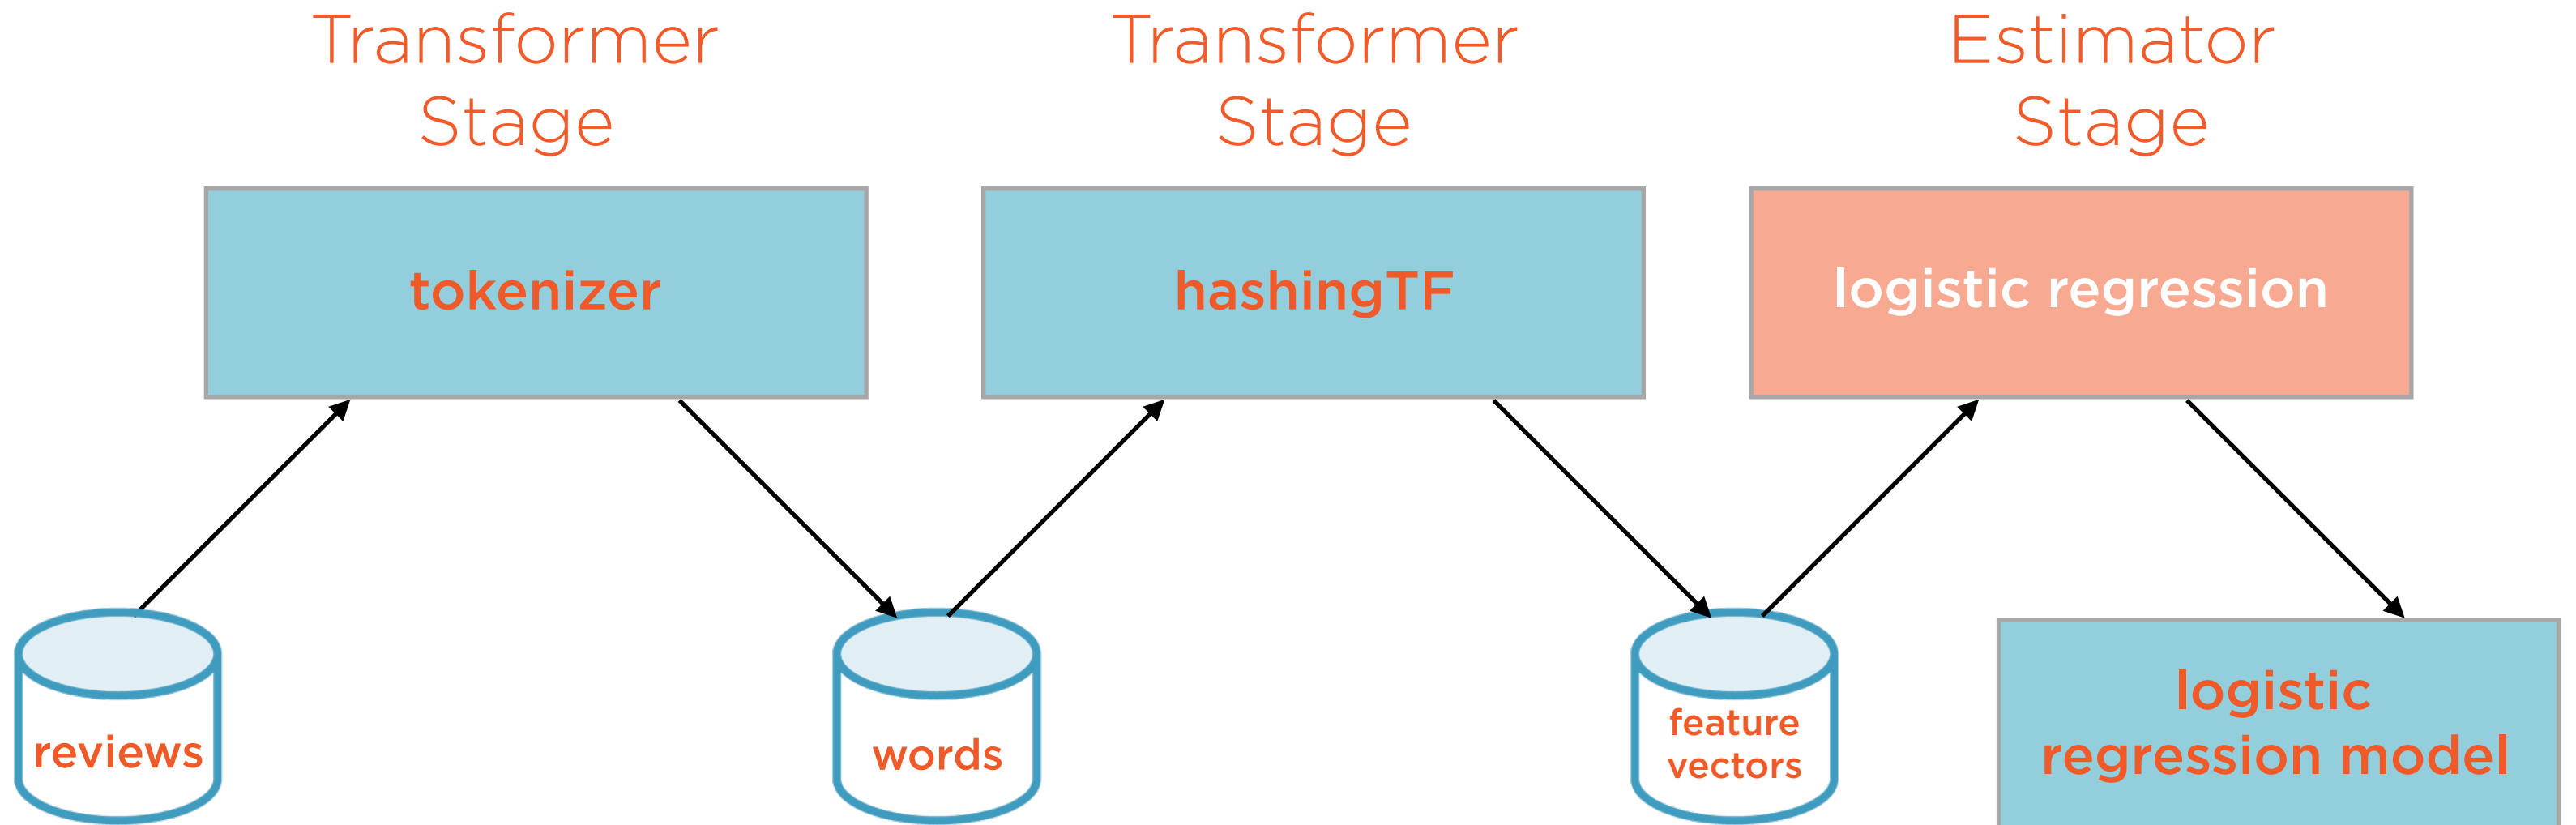 Transformer
Stage
Transformer
Stage
Estimator
Stage
tokenizer
hashingTF
logistic regression
reviews
words
feature
vectors
logistic
regression model